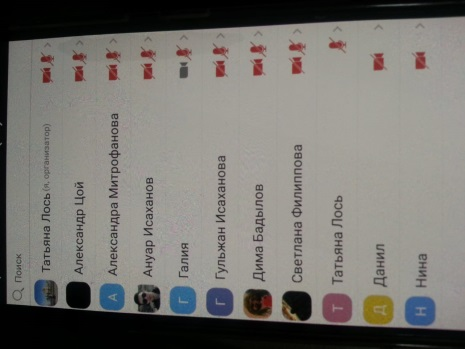 Поиск
Татьяна Лось (я, организатор)
Александр Цой
А Александра Митрофанова
Ануар Исаханов
Г Галия
Г Гульжан Исаханова
Дима Бадылов
Светлана Филиппова
Т Татьяна Лось
Д Данил
Н Нина